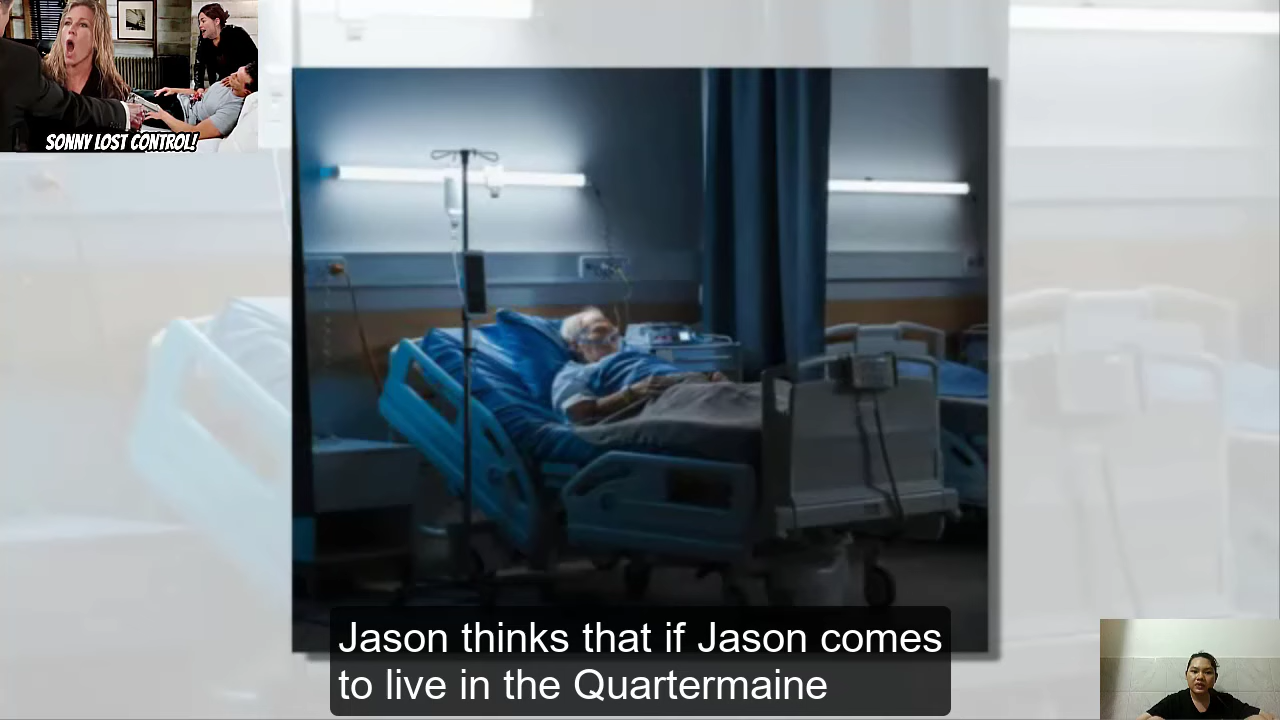 SONNY LOST CONTROL!
Jason thinks that if Jason comes
to live in the Quartermaine